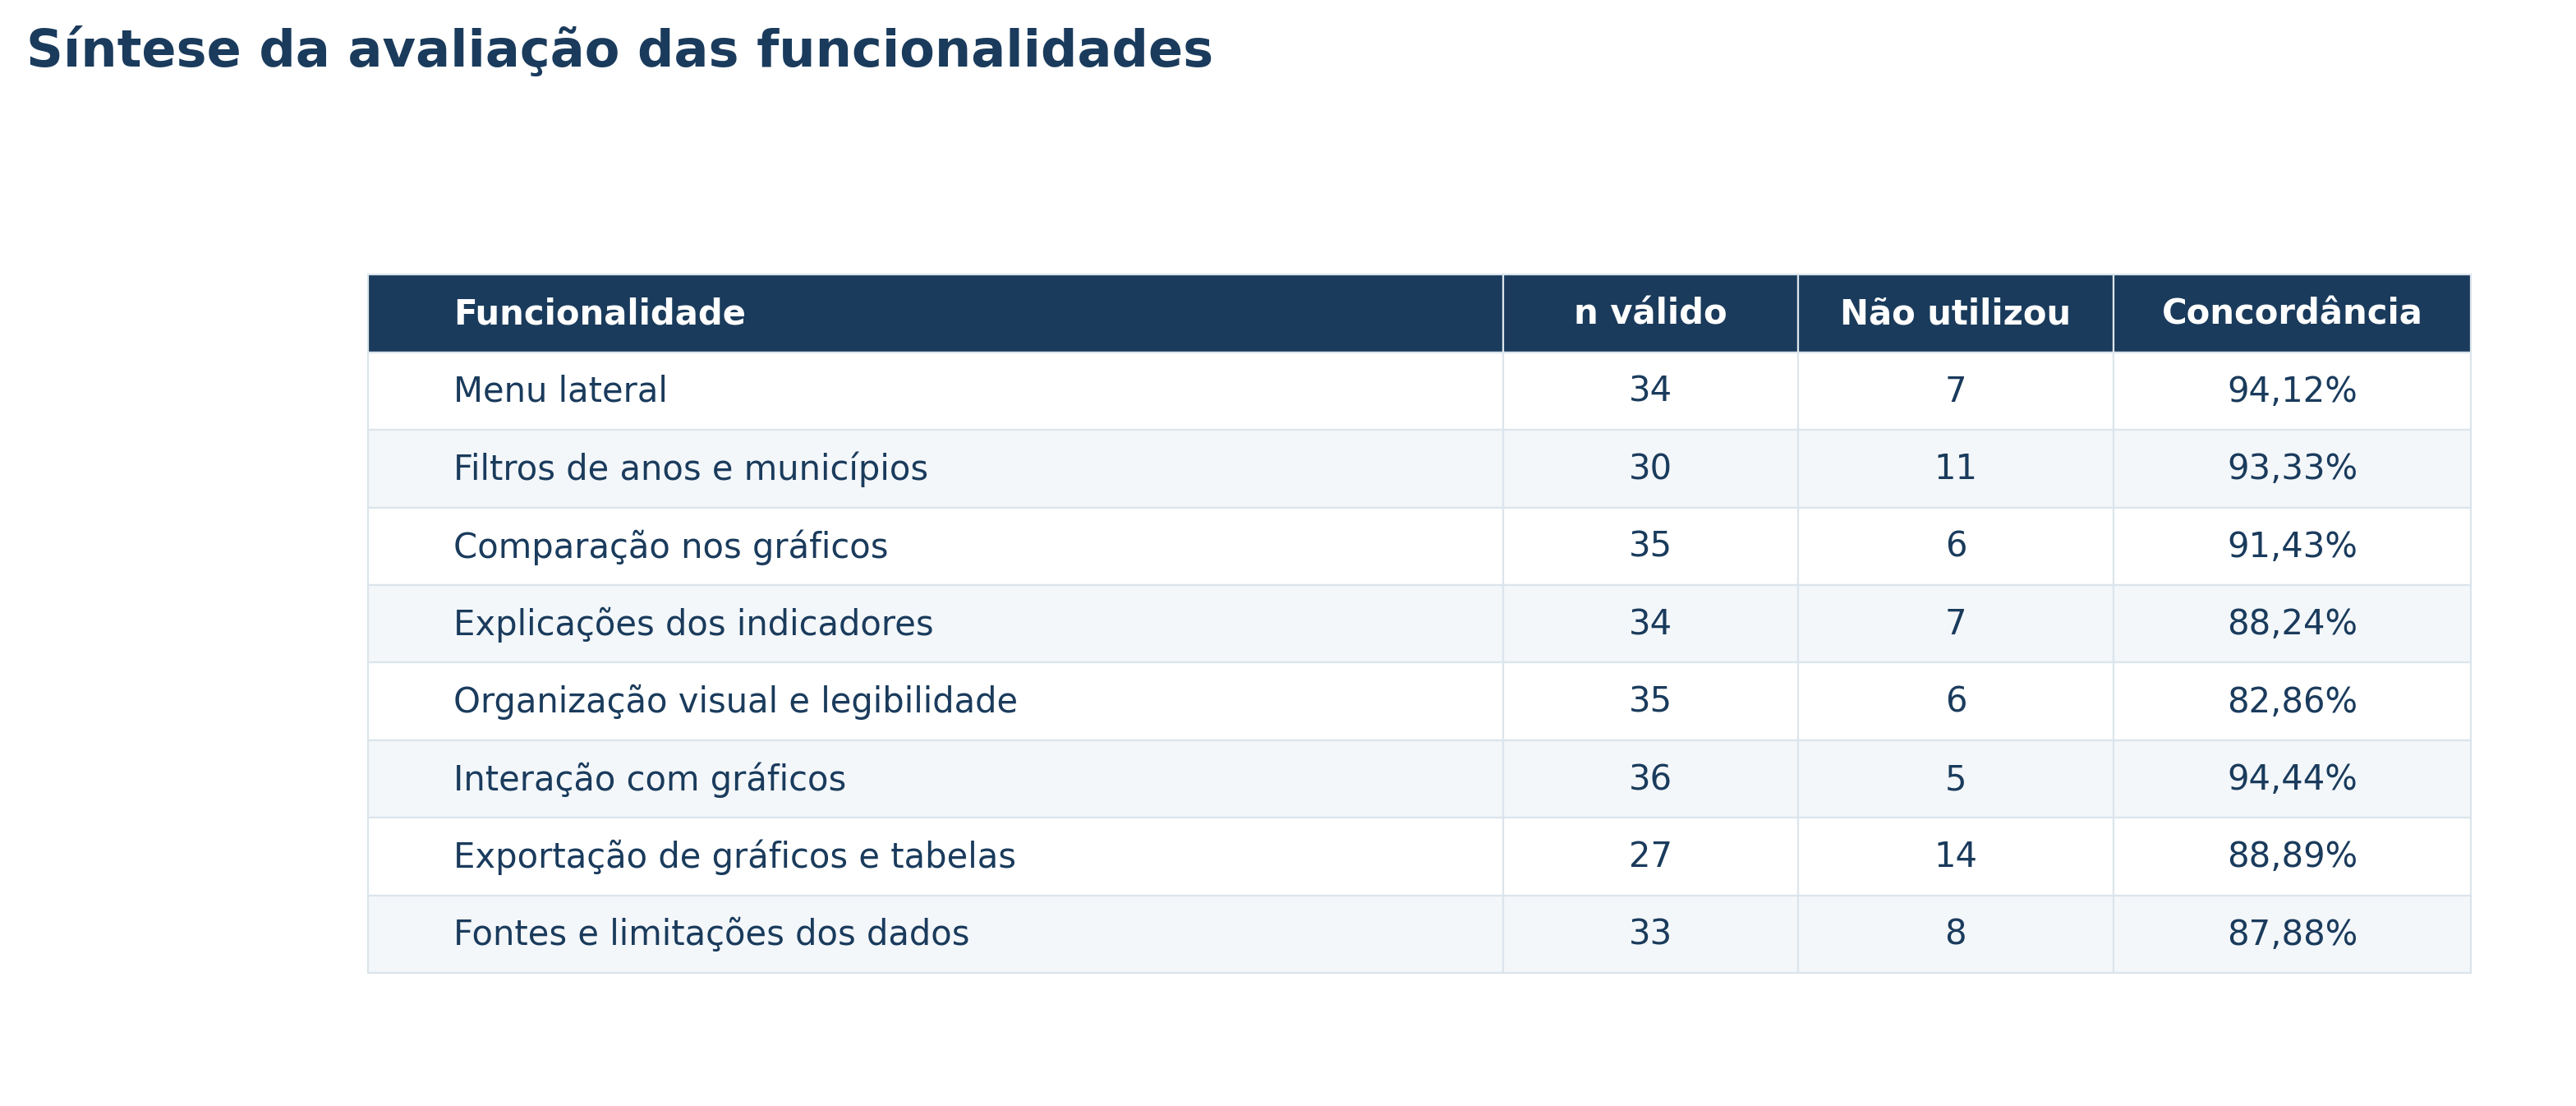 Síntese da avaliação das funcionalidades
Funcionalidade n válido Não utilizou Concordância
Menu lateral 34 7 94,12%
Filtros de anos e municípios 30 11 93,33%
Comparação nos gráficos 35 6 91,43%
Explicações dos indicadores 34 7 88,24%
Organização visual e legibilidade 35 6 82,86%
Interação com gráficos 36 5 94,44%
Exportação de gráficos e tabelas 27 14 88,89%
Fontes e limitações dos dados 33 8 87,88%